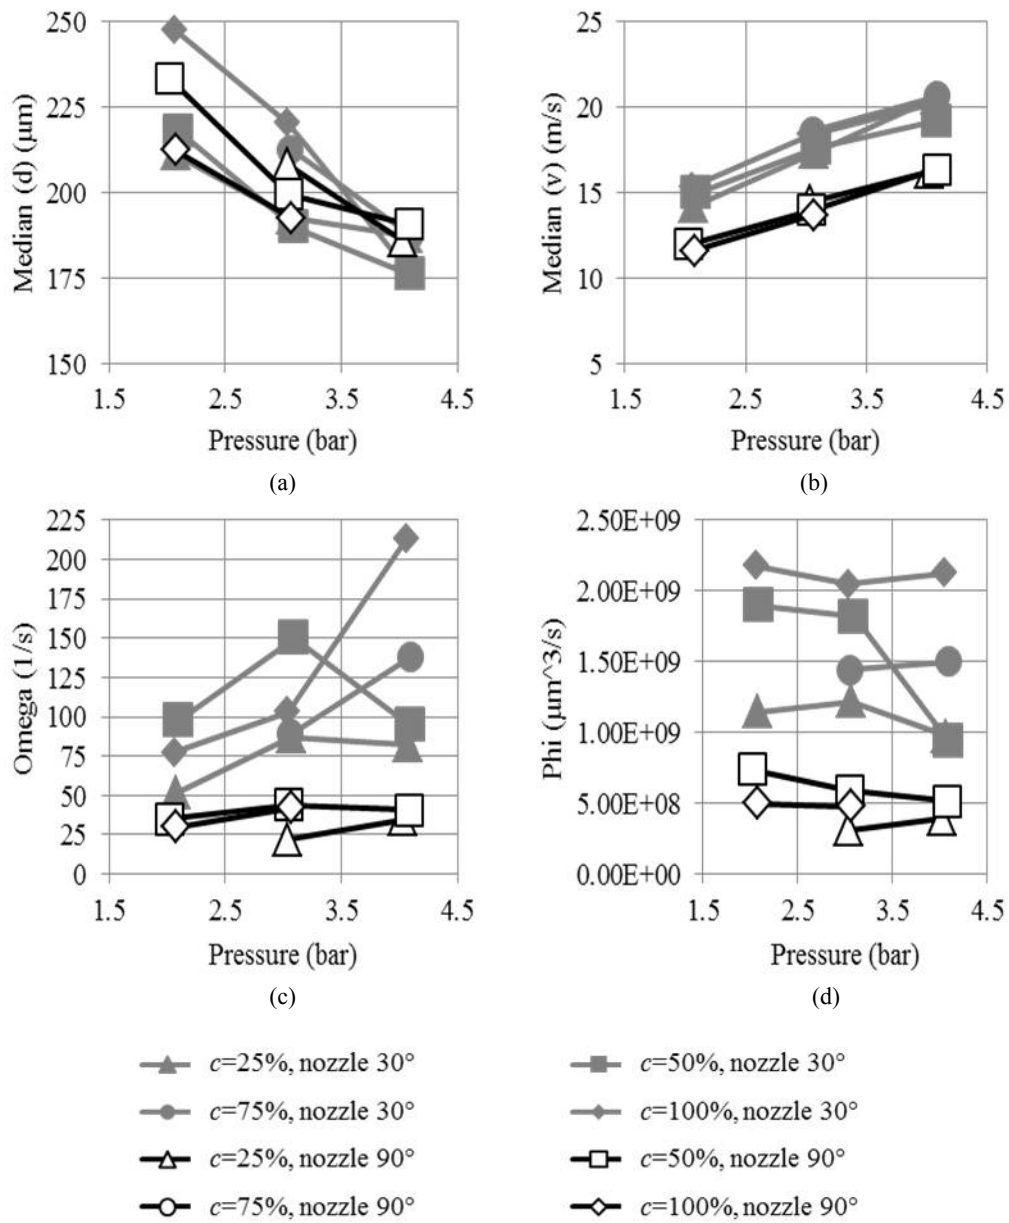 250
225
200
175
150
Median (d) (μm)
1.5 2.5 3.5 4.5
Pressure (bar)
(a)
25
20
15
10
5
Median (v) (m/s)
1.5 2.5 3.5 4.5
Pressure (bar)
(b)
225
200
175
150
125
100
75
50
25
0
Omega (1/s)
1.5 2.5 3.5 4.5
Pressure (bar)
(c)
2.50E+09
2.00E+09
1.50E+09
1.00E+09
5.00E+08
0.00E+00
Phi (μm^3/s)
1.5 2.5 3.5 4.5
Pressure (bar)
(d)
c=25%, nozzle 30° c=50%, nozzle 30°
c=75%, nozzle 30° c=100%, nozzle 30°
c=25%, nozzle 90° c=50%, nozzle 90°
c=75%, nozzle 90° c=100%, nozzle 90°